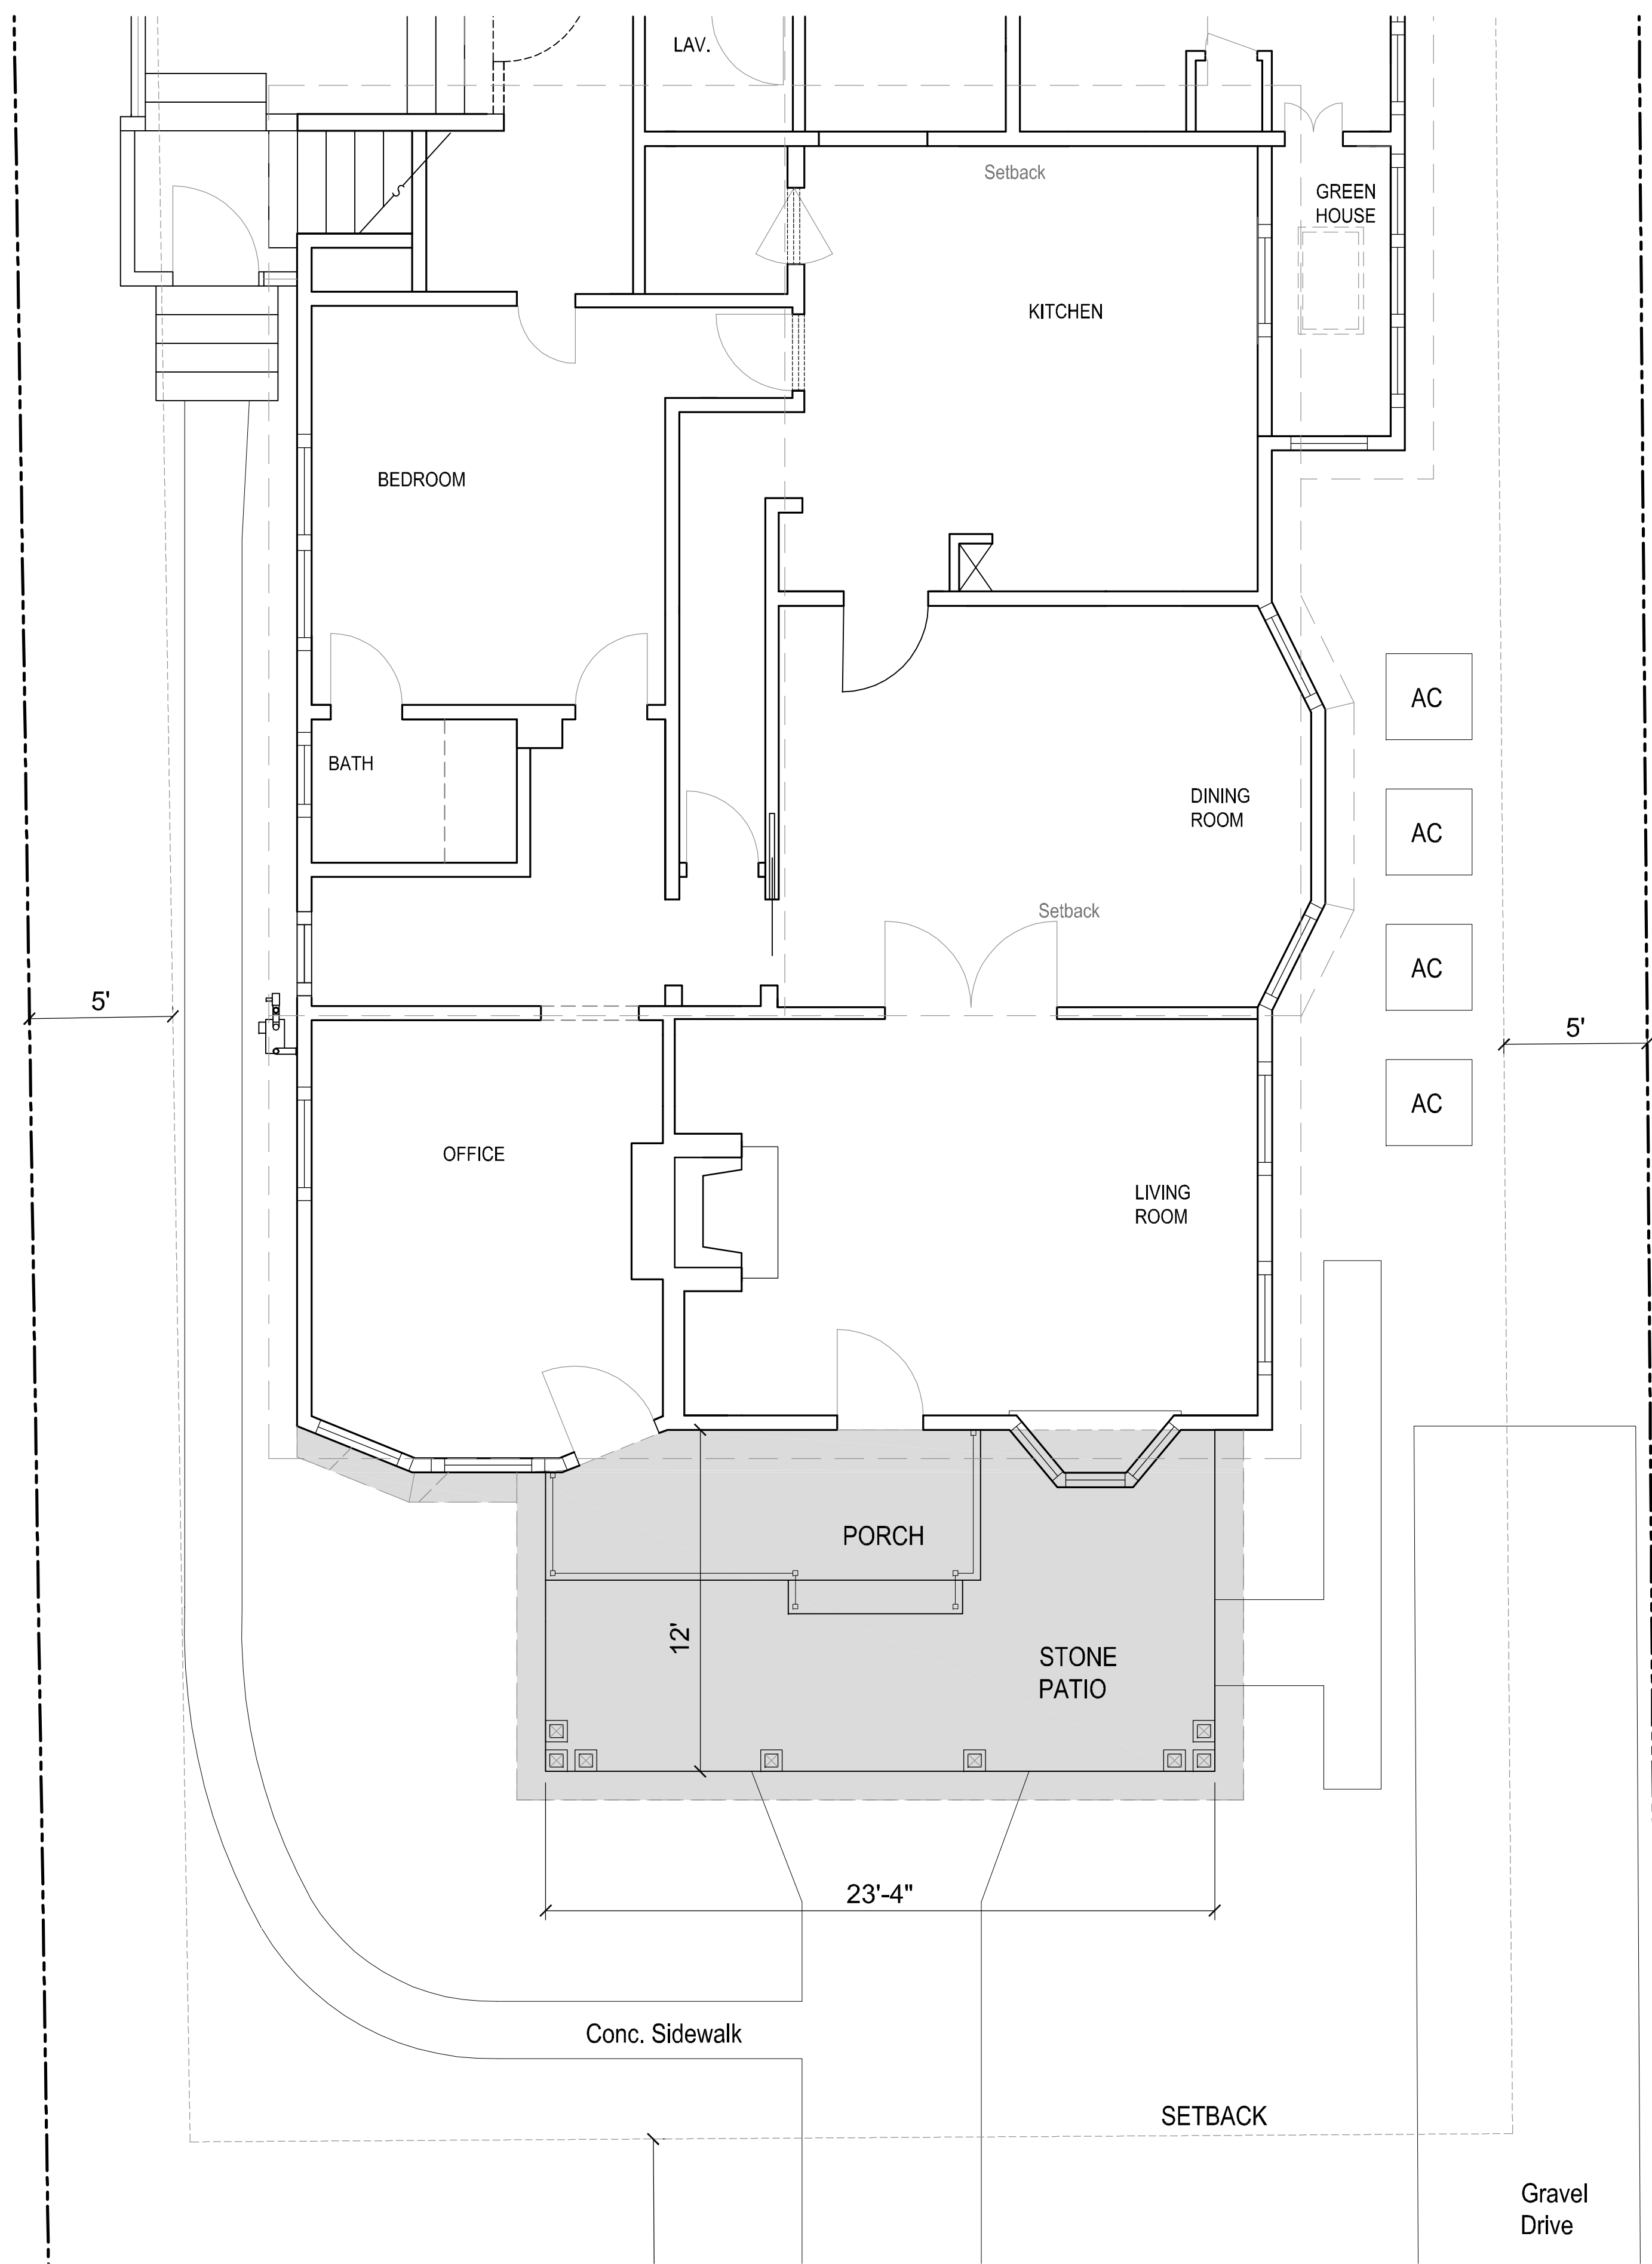 LAV.
Setback
GREEN
HOUSE
KITCHEN
BEDROOM
AC
BATH
DINING
ROOM
AC
Setback
AC
5'
5'
AC
OFFICE
LIVING
ROOM
PORCH
12'
STONE
PATIO
23'-4"
Conc. Sidewalk
SETBACK
Gravel
Drive